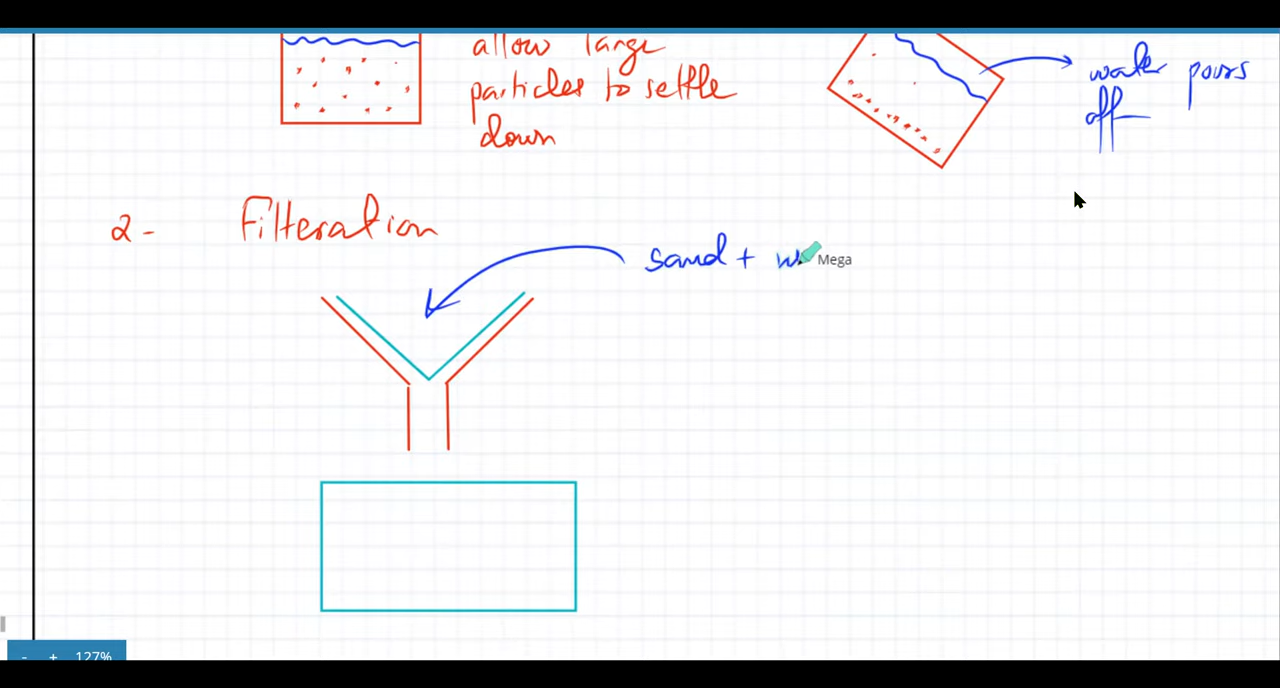 allow large
particles to settle
down
water pours
off
2- Filteration
sand + w
Mega
- + 127%